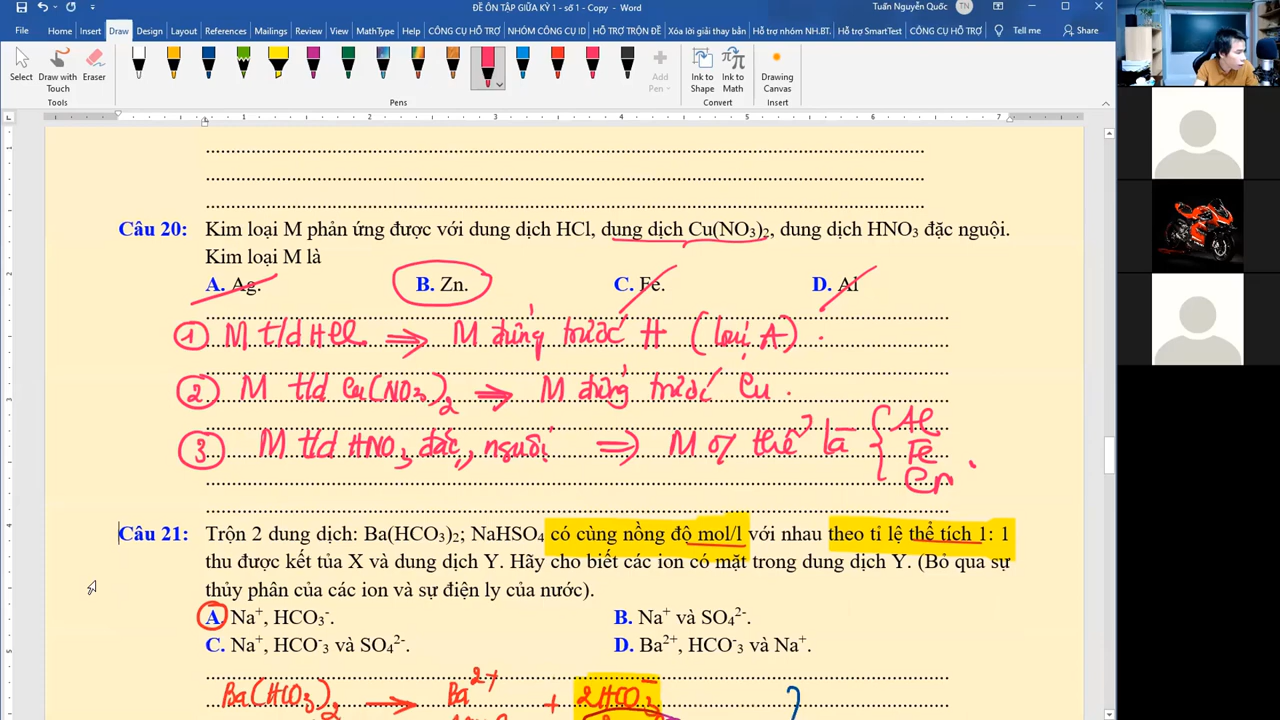 ĐỀ ÔN TẬP GIỮA KỲ 1 - số 1 - Copy - Word
Tuấn Nguyên Quốc TN
File Home Insert Draw Design Layout References Mailings Review View MathType Help CÔNG CỤ HỖ TRỢ NHÓM CÔNG CỤ ID HỖ TRỢ TRỘN ĐỀ Xóa lời giải thay bằng Hỗ trợ nhóm NH.BT. Hỗ trợ SmartTest CÔNG CỤ HỖ TRỢ Tell me Share
Select Draw with Touch Eraser Add Pen Ink to Shape Ink to Math Drawing Canvas
Tools Pens Convert Insert
1 2 3 4 5 6 7
Câu 20: Kim loại M phản ứng được với dung dịch HCl, dung dịch Cu(NO₃)₂, dung dịch HNO₃ đặc nguội.
Kim loại M là
A. Ag. B. Zn. C. Fe. D. Al
① M t/d HCl ⇒ M đứng trước H (loại A).
② M t/d Cu(NO₃)₂ ⇒ M đứng trước Cu.
③ M t/d HNO₃ đặc, nguội ⇒ M thể là { Al
Fe
Cr.
Câu 21: Trộn 2 dung dịch: Ba(HCO₃)₂; NaHSO₄ có cùng nồng độ mol/l với nhau theo tỉ lệ thể tích 1: 1
thu được kết tủa X và dung dịch Y. Hãy cho biết các ion có mặt trong dung dịch Y. (Bỏ qua sự
thủy phân của các ion và sự điện ly của nước).
A. Na⁺, HCO₃⁻. B. Na⁺ và SO₄²⁻.
C. Na⁺, HCO⁻₃ và SO₄²⁻. D. Ba²⁺, HCO⁻₃ và Na⁺.
Ba(HCO₃)₂ → Ba²⁺ + 2HCO₃⁻